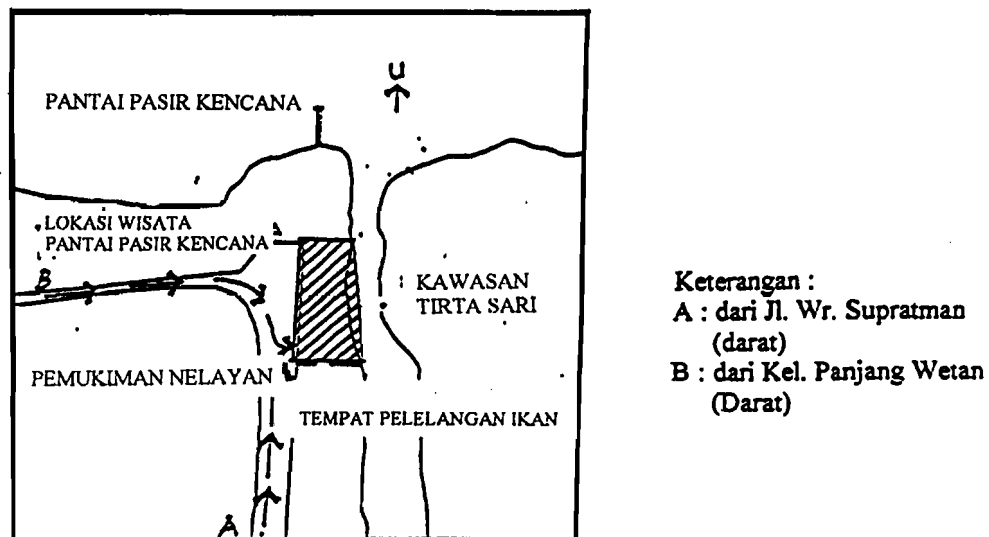 U
PANTAI PASIR KENCANA
LOKASI WISATA
PANTAI PASIR KENCANA
B
KAWASAN
TIRTA SARI
PEMUKIMAN NELAYAN
TEMPAT PELELANGAN IKAN
A
Keterangan :
A : dari Jl. Wr. Supratman
(darat)
B : dari Kel. Panjang Wetan
(Darat)